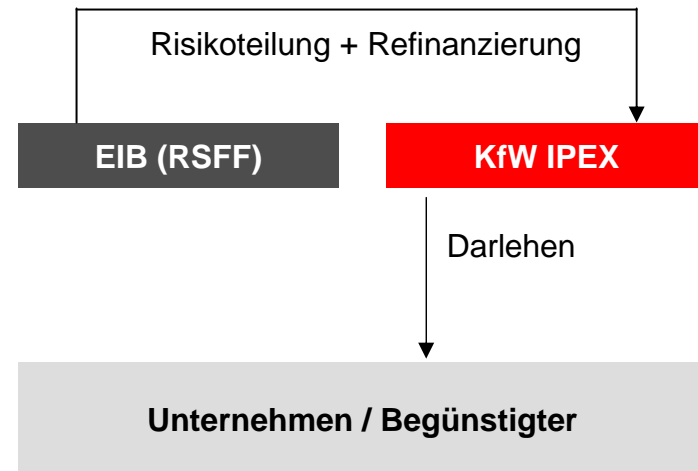 Risikoteilung + Refinanzierung
EIB (RSFF)
KfW IPEX
Darlehen
Unternehmen / Begünstigter